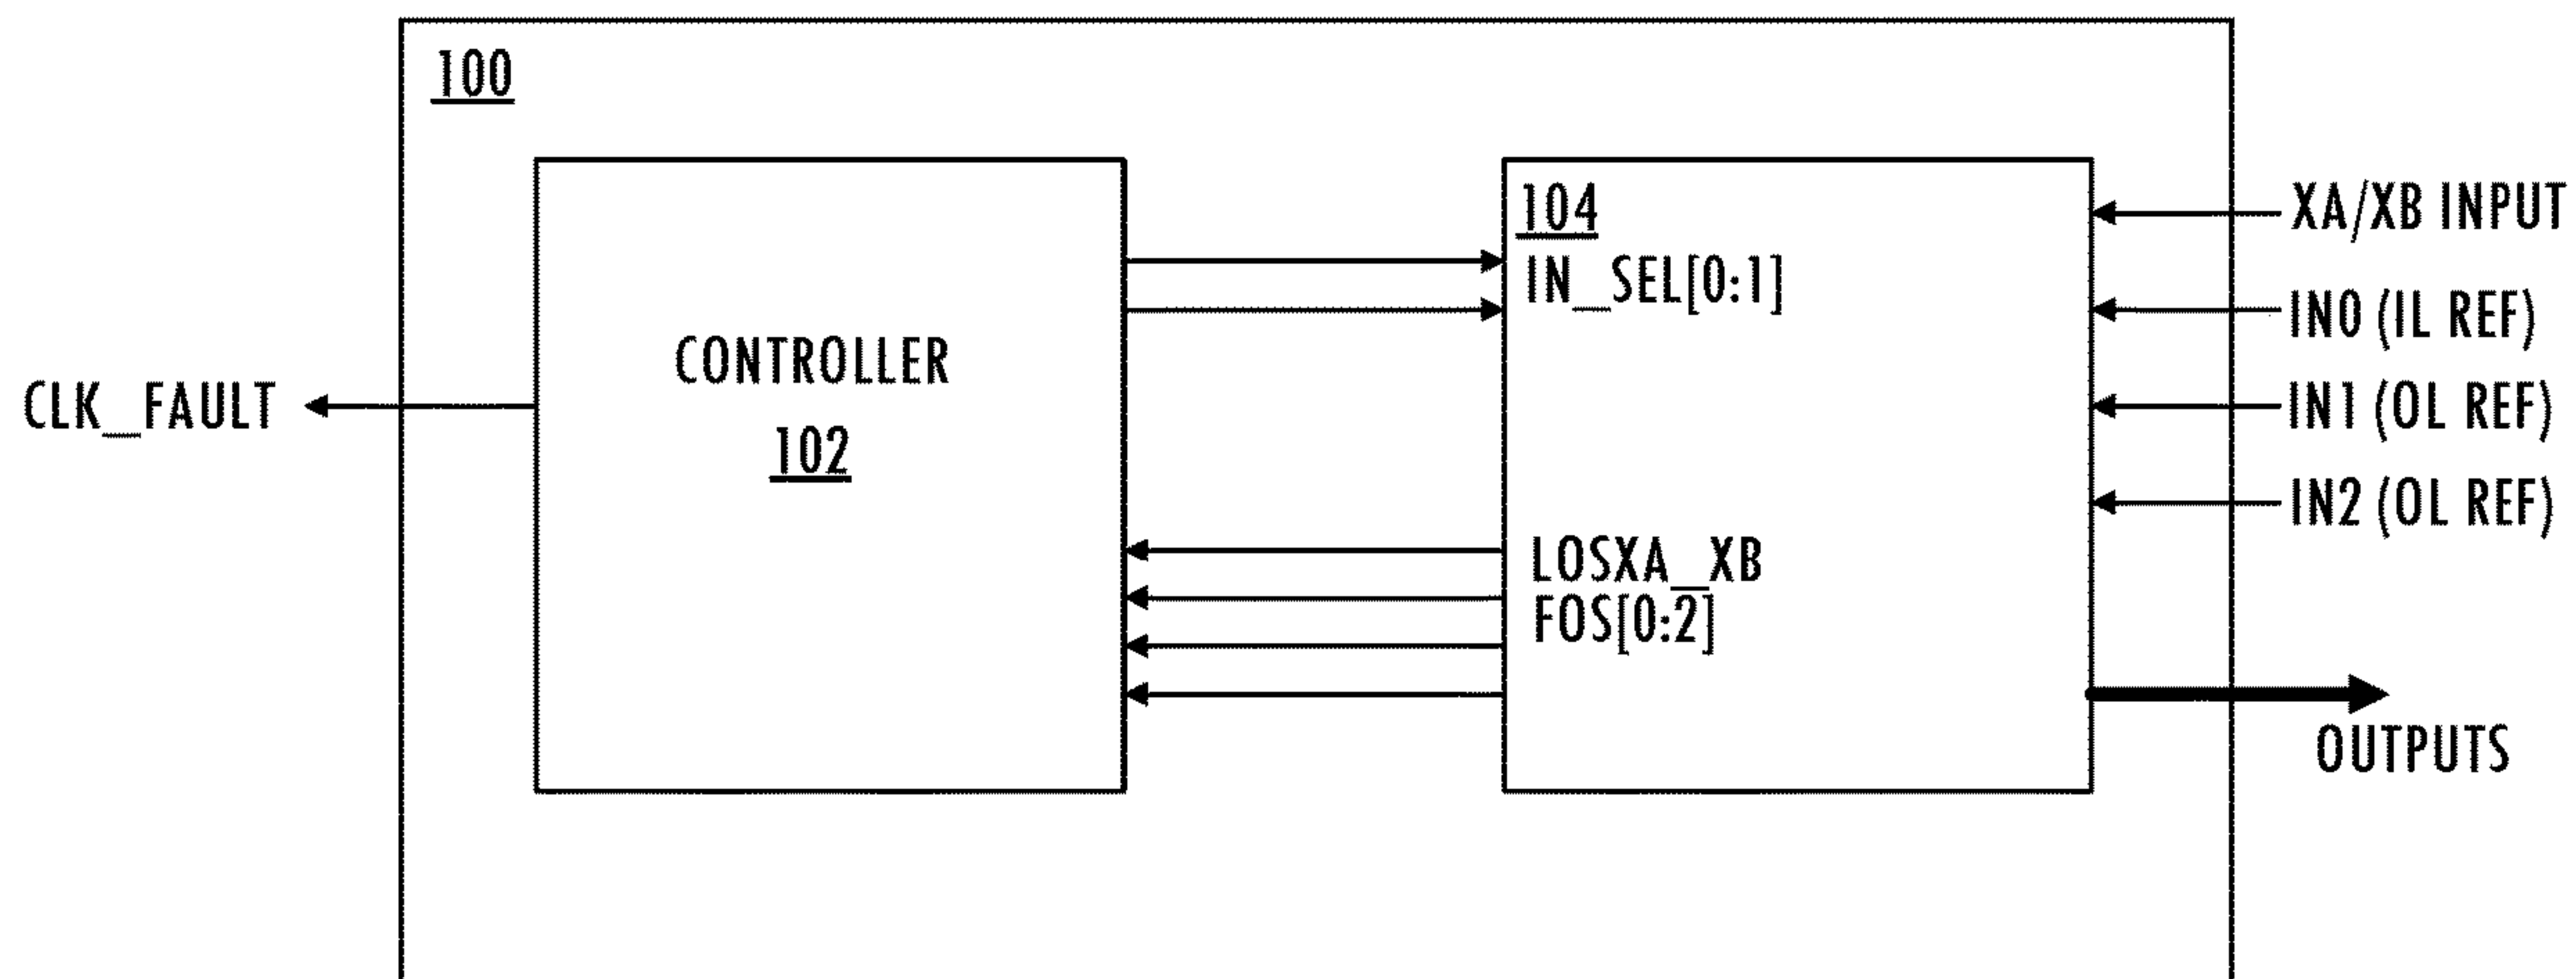 100
104
XA/XB INPUT
IN_SEL[0:1]
IN0 (IL REF)
CONTROLLER
102
CLK_FAULT
IN1 (OL REF)
IN2 (OL REF)
LOSXA_XB
FOS[0:2]
OUTPUTS